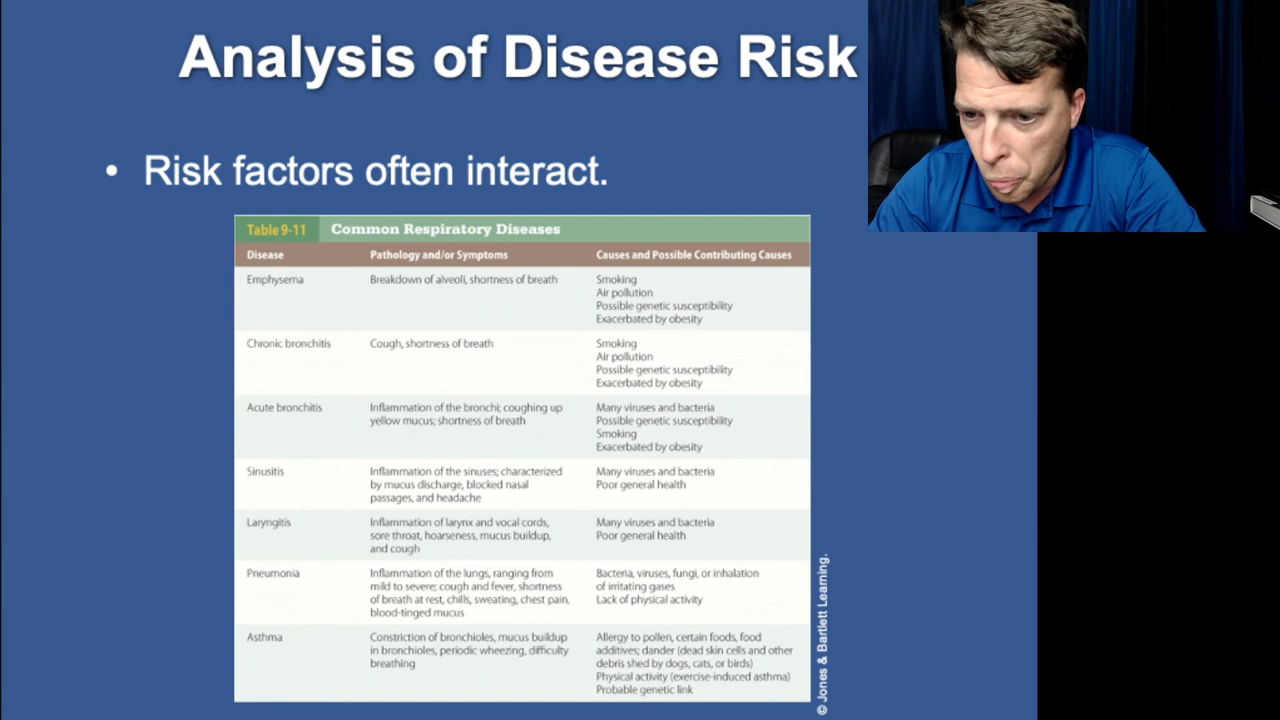 Analysis of Disease Risk
• Risk factors often interact.
Table 9-11 Common Respiratory Diseases
Disease Pathology and/or Symptoms Causes and Possible Contributing Causes
Emphysema Breakdown of alveoli, shortness of breath Smoking
Air pollution
Possible genetic susceptibility
Exacerbated by obesity
Chronic bronchitis Cough, shortness of breath Smoking
Air pollution
Possible genetic susceptibility
Exacerbated by obesity
Acute bronchitis Inflammation of the bronchi; coughing up Many viruses and bacteria
yellow mucus; shortness of breath Possible genetic susceptibility
Smoking
Exacerbated by obesity
Sinusitis Inflammation of the sinuses; characterized Many viruses and bacteria
by mucus discharge, blocked nasal Poor general health
passages, and headache
Laryngitis Inflammation of larynx and vocal cords, Many viruses and bacteria
sore throat, hoarseness, mucus buildup, Poor general health
and cough
Pneumonia Inflammation of the lungs, ranging from Bacteria, viruses, fungi, or inhalation
mild to severe; cough and fever, shortness of irritating gases
of breath at rest, chills, sweating, chest pain, Lack of physical activity
blood-tinged mucus
Asthma Constriction of bronchioles, mucus buildup Allergy to pollen, certain foods, food
in bronchioles, periodic wheezing, difficulty additives; dander (dead skin cells and other
breathing debris shed by dogs, cats, or birds)
Physical activity (exercise-induced asthma)
Probable genetic link
© Jones & Bartlett Learning.